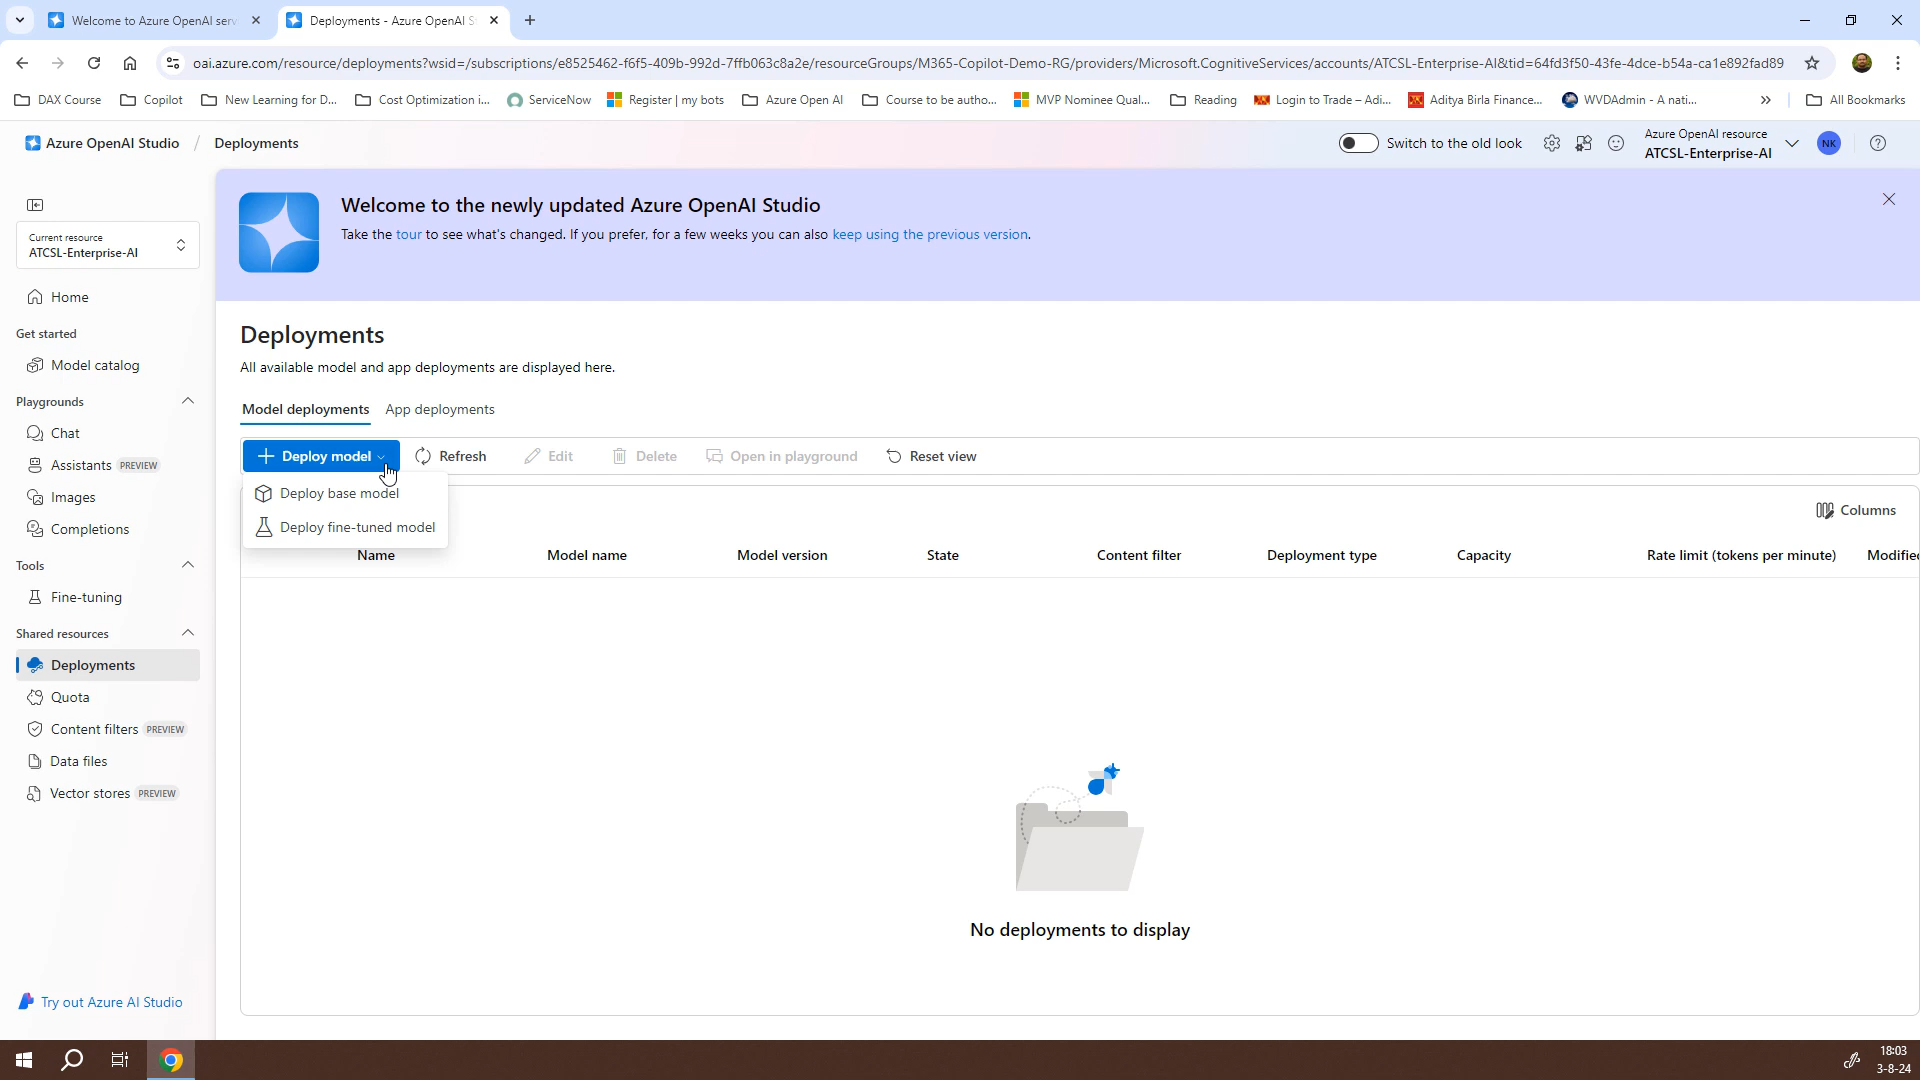 Welcome to Azure OpenAI serv
Deployments - Azure OpenAI S
oai.azure.com/resource/deployments?wsid=/subscriptions/e8525462-f6f5-409b-992d-7ffb063c8a2e/resourceGroups/M365-Copilot-Demo-RG/providers/Microsoft.CognitiveServices/accounts/ATCSL-Enterprise-AI&tid=64fd3f50-43fe-4dce-b54a-ca1e892fad89
DAX Course
Copilot
New Learning for D...
Cost Optimization i...
ServiceNow
Register | my bots
Azure Open AI
Course to be autho...
MVP Nominee Qual...
Reading
Login to Trade – Adi...
Aditya Birla Finance...
WVDAdmin - A nati...
All Bookmarks
Azure OpenAI Studio / Deployments
Switch to the old look
Azure OpenAI resource
ATCSL-Enterprise-AI
NK
Current resource
ATCSL-Enterprise-AI
Home
Get started
Model catalog
Playgrounds
Chat
Assistants PREVIEW
Images
Completions
Tools
Fine-tuning
Shared resources
Deployments
Quota
Content filters PREVIEW
Data files
Vector stores PREVIEW
Try out Azure AI Studio
Welcome to the newly updated Azure OpenAI Studio
Take the tour to see what's changed. If you prefer, for a few weeks you can also keep using the previous version.
Deployments
All available model and app deployments are displayed here.
Model deployments
App deployments
Deploy model
Refresh
Edit
Delete
Open in playground
Reset view
Deploy base model
Deploy fine-tuned model
Columns
Name
Model name
Model version
State
Content filter
Deployment type
Capacity
Rate limit (tokens per minute)
Modified
No deployments to display
18:03
3-8-24